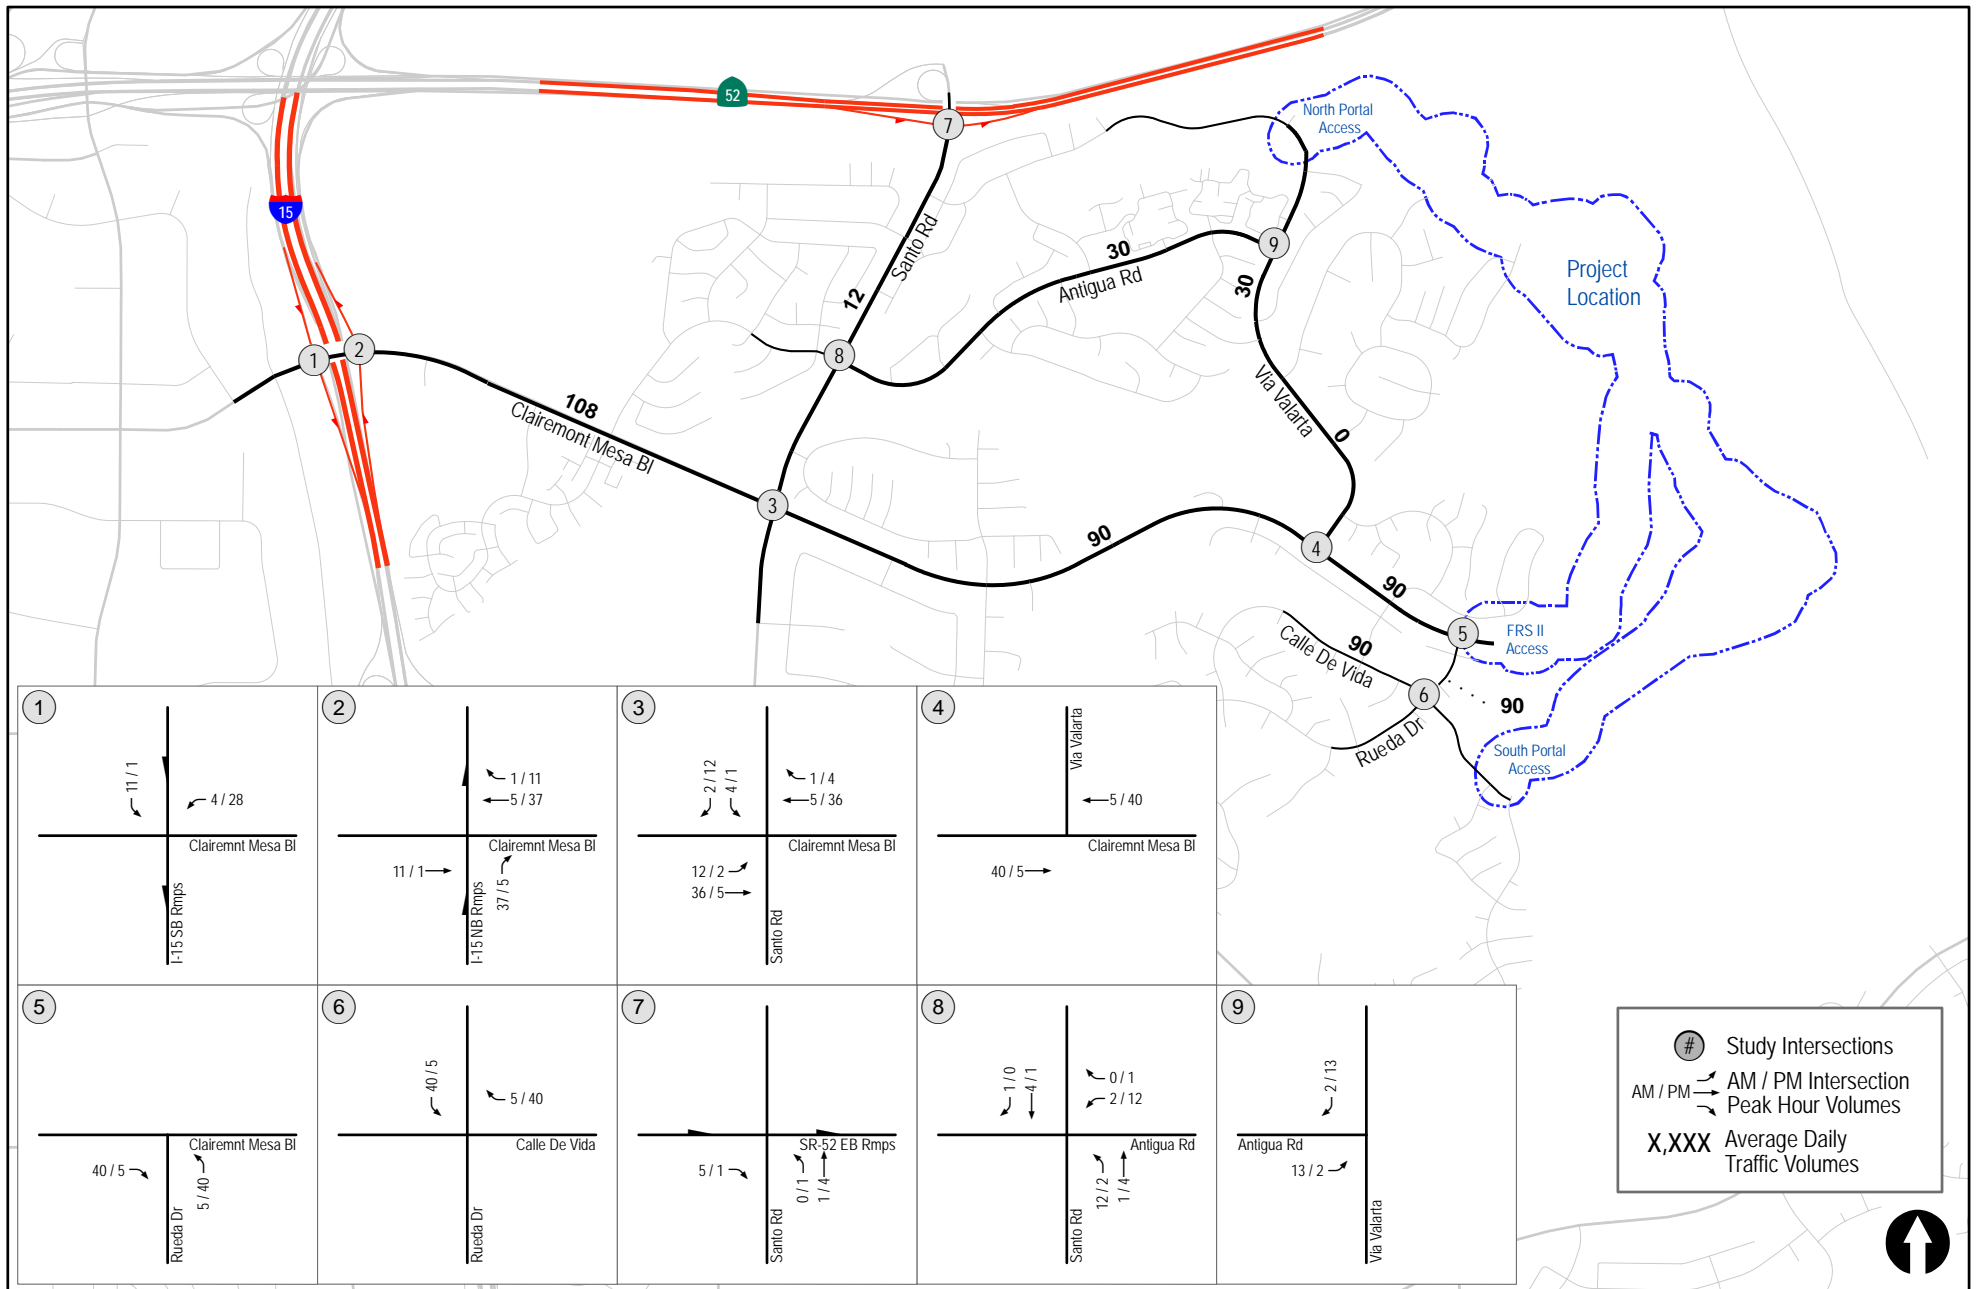 52
7
North Portal
Access
15
Santo Rd
12
30
Antigua Rd
9
30
Project
Location
1
2
8
108
Clairemont Mesa Bl
Via Valarta
0
3
90
4
90
5
FRS II
Access
90
Calle De Vida
6
90
Rueda Dr
South Portal
Access
1
11 / 1
4 / 28
Clairemnt Mesa Bl
I-15 SB Rmps
2
1 / 11
5 / 37
Clairemnt Mesa Bl
11 / 1
37 / 5
I-15 NB Rmps
3
2 / 12
4 / 1
1 / 4
5 / 36
Clairemnt Mesa Bl
12 / 2
36 / 5
Santo Rd
4
Via Valarta
5 / 40
Clairemnt Mesa Bl
40 / 5
5
Clairemnt Mesa Bl
40 / 5
5 / 40
Rueda Dr
6
40 / 5
5 / 40
Calle De Vida
Rueda Dr
7
SR-52 EB Rmps
5 / 1
0 / 1
1 / 4
Santo Rd
8
1 / 0
4 / 1
0 / 1
2 / 12
Antigua Rd
12 / 2
1 / 4
Santo Rd
9
2 / 13
Antigua Rd
13 / 2
Via Valarta
# Study Intersections
AM / PM AM / PM Intersection
Peak Hour Volumes
X,XXX Average Daily
Traffic Volumes